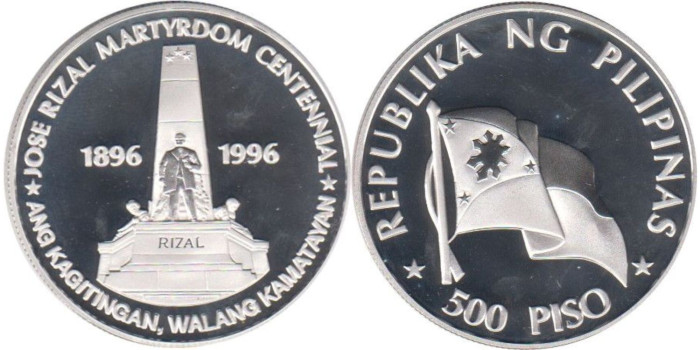 ★ JOSE RIZAL MARTYRDOM CENTENNIAL ★
1896 1996
RIZAL
ANG KAGITINGAN, WALANG KAMATAYAN
REPUBLIKA NG PILIPINAS
★ 500 PISO ★